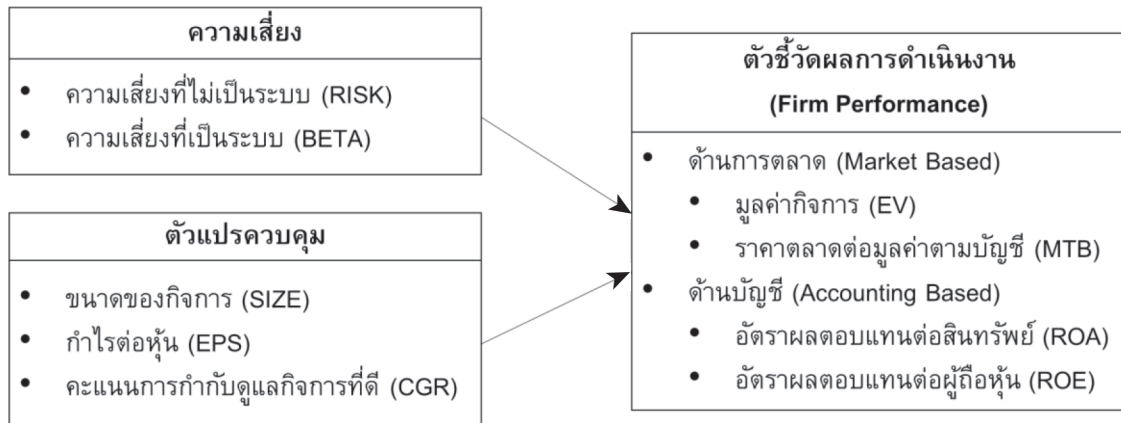 ความเสี่ยง
• ความเสี่ยงที่ไม่เป็นระบบ (RISK)
• ความเสี่ยงที่เป็นระบบ (BETA)
ตัวแปรควบคุม
• ขนาดของกิจการ (SIZE)
• กำไรต่อหุ้น (EPS)
• คะแนนการกำกับดูแลกิจการที่ดี (CGR)
ตัวชี้วัดผลการดำเนินงาน
(Firm Performance)
• ด้านการตลาด (Market Based)
• มูลค่ากิจการ (EV)
• ราคาตลาดต่อมูลค่าตามบัญชี (MTB)
• ด้านบัญชี (Accounting Based)
• อัตราผลตอบแทนต่อสินทรัพย์ (ROA)
• อัตราผลตอบแทนต่อผู้ถือหุ้น (ROE)